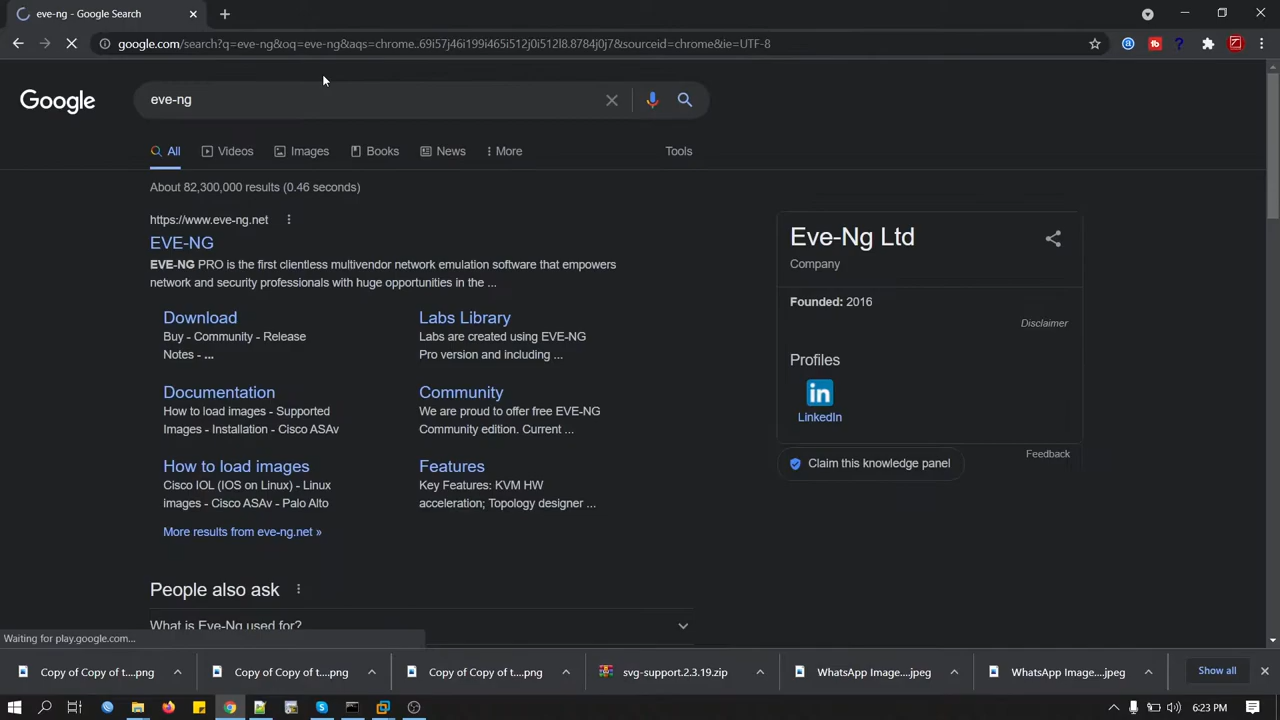 eve-ng - Google Search
google.com/search?q=eve-ng&oq=eve-ng&aqs=chrome..69i57j46i199i465i512j0i512l8.8784j0j7&sourceid=chrome&ie=UTF-8
Google
eve-ng
All
Videos
Images
Books
News
More
Tools
About 82,300,000 results (0.46 seconds)
https://www.eve-ng.net
EVE-NG
EVE-NG PRO is the first clientless multivendor network emulation software that empowers
network and security professionals with huge opportunities in the ...
Download
Buy - Community - Release
Notes - ...
Labs Library
Labs are created using EVE-NG
Pro version and including ...
Documentation
How to load images - Supported
Images - Installation - Cisco ASAv
Community
We are proud to offer free EVE-NG
Community edition. Current ...
How to load images
Cisco IOL (IOS on Linux) - Linux
images - Cisco ASAv - Palo Alto
Features
Key Features: KVM HW
acceleration; Topology designer ...
More results from eve-ng.net »
People also ask
What is Eve-Ng used for?
Eve-Ng Ltd
Company
Founded: 2016
Disclaimer
Profiles
in
LinkedIn
Claim this knowledge panel
Feedback
Waiting for play.google.com...
Copy of Copy of t....png
Copy of Copy of t....png
Copy of Copy of t....png
svg-support.2.3.19.zip
WhatsApp Image....jpeg
WhatsApp Image....jpeg
Show all
6:23 PM